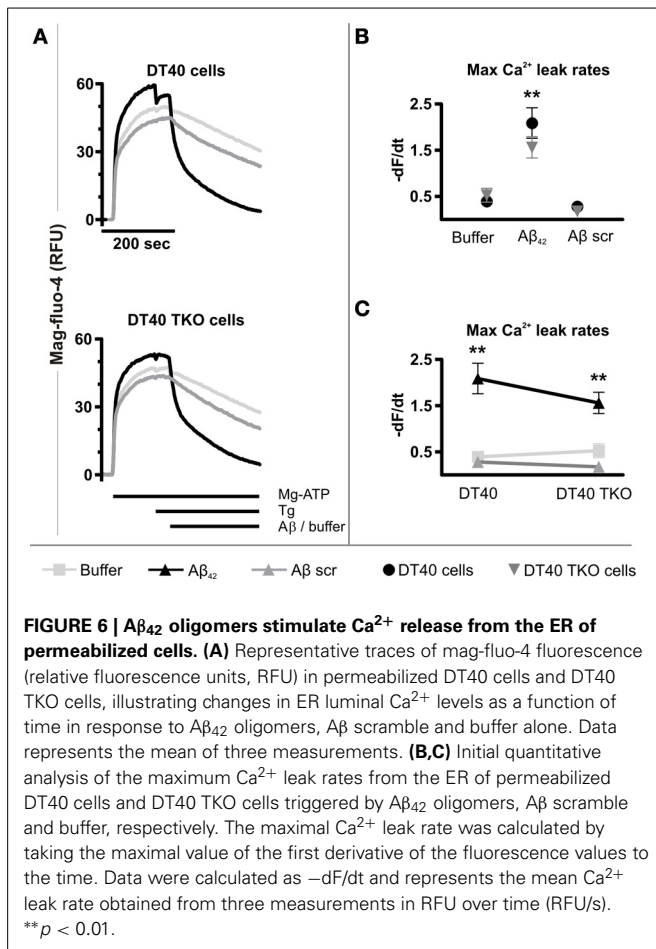 A
DT40 cells
60
30
0
200 sec
Mag-fluo-4 (RFU)
DT40 TKO cells
60
30
0
Mg-ATP
Tg
Aβ / buffer
B
Max Ca²⁺ leak rates
**
2.5
1.5
0.5
-dF/dt
Buffer
Aβ₄₂
Aβ scr
C
Max Ca²⁺ leak rates
**
**
2.5
1.5
0.5
-dF/dt
DT40
DT40 TKO
Buffer
Aβ₄₂
Aβ scr
DT40 cells
DT40 TKO cells
FIGURE 6 | Aβ₄₂ oligomers stimulate Ca²⁺ release from the ER of
permeabilized cells. (A) Representative traces of mag-fluo-4 fluorescence
(relative fluorescence units, RFU) in permeabilized DT40 cells and DT40
TKO cells, illustrating changes in ER luminal Ca²⁺ levels as a function of
time in response to Aβ₄₂ oligomers, Aβ scramble and buffer alone. Data
represents the mean of three measurements. (B,C) Initial quantitative
analysis of the maximum Ca²⁺ leak rates from the ER of permeabilized
DT40 cells and DT40 TKO cells triggered by Aβ₄₂ oligomers, Aβ scramble
and buffer, respectively. The maximal Ca²⁺ leak rate was calculated by
taking the maximal value of the first derivative of the fluorescence values to
the time. Data were calculated as −dF/dt and represents the mean Ca²⁺
leak rate obtained from three measurements in RFU over time (RFU/s).
**p < 0.01.